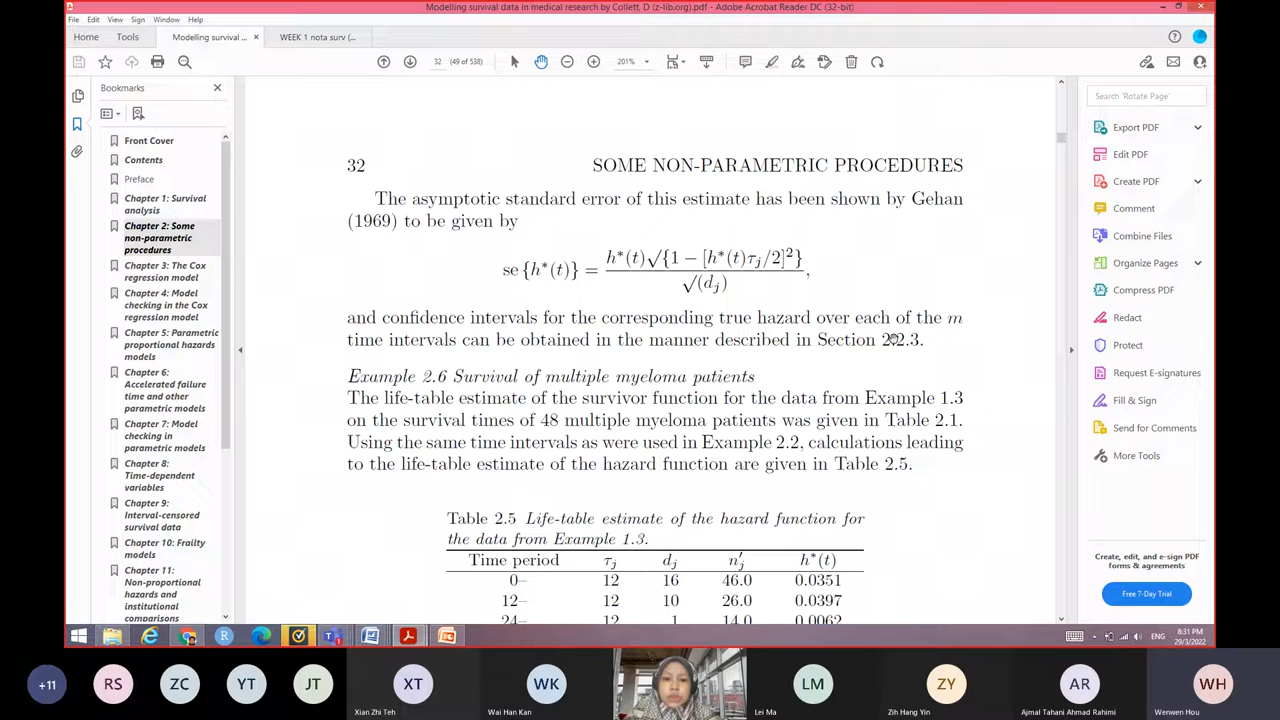 Modelling survival data in medical research by Collett, D (z-lib.org).pdf - Adobe Acrobat Reader DC (32-bit)
File Edit View Sign Window Help
Home Tools Modelling survival ... × WEEK 1 nota surv (...
32 (49 of 538) 201%
Bookmarks ×
Front Cover
Contents
Preface
Chapter 1: Survival
analysis
Chapter 2: Some
non-parametric
procedures
Chapter 3: The Cox
regression model
Chapter 4: Model
checking in the Cox
regression model
Chapter 5: Parametric
proportional hazards
models
Chapter 6:
Accelerated failure
time and other
parametric models
Chapter 7: Model
checking in
parametric models
Chapter 8:
Time-dependent
variables
Chapter 9:
Interval-censored
survival data
Chapter 10: Frailty
models
Chapter 11:
Non-proportional
hazards and
institutional
comparisons
32 SOME NON-PARAMETRIC PROCEDURES
The asymptotic standard error of this estimate has been shown by Gehan
(1969) to be given by
se {h*(t)} = h*(t)√{1 − [h*(t)τj/2]²}
√(dj) ,
and confidence intervals for the corresponding true hazard over each of the m
time intervals can be obtained in the manner described in Section 2.2.3.
Example 2.6 Survival of multiple myeloma patients
The life-table estimate of the survivor function for the data from Example 1.3
on the survival times of 48 multiple myeloma patients was given in Table 2.1.
Using the same time intervals as were used in Example 2.2, calculations leading
to the life-table estimate of the hazard function are given in Table 2.5.
Table 2.5 Life-table estimate of the hazard function for
the data from Example 1.3.
Time period τj dj n′j h*(t)
0– 12 16 46.0 0.0351
12– 12 10 26.0 0.0397
24– 12 1 14.0 0.0062
Search "Rotate Page"
Export PDF
Edit PDF
Create PDF
Comment
Combine Files
Organize Pages
Compress PDF
Redact
Protect
Request E-signatures
Fill & Sign
Send for Comments
More Tools
Create, edit, and e-sign PDF
forms & agreements
Free 7-Day Trial
8:31 PM
29/3/2022
+11 RS ZC YT JT XT WK LM ZY AR WH
Xian Zhi Teh Wai Han Kan Lei Ma Zih Hang Yin Ajmal Tahani Ahmad Rahimi Wenwen Hou